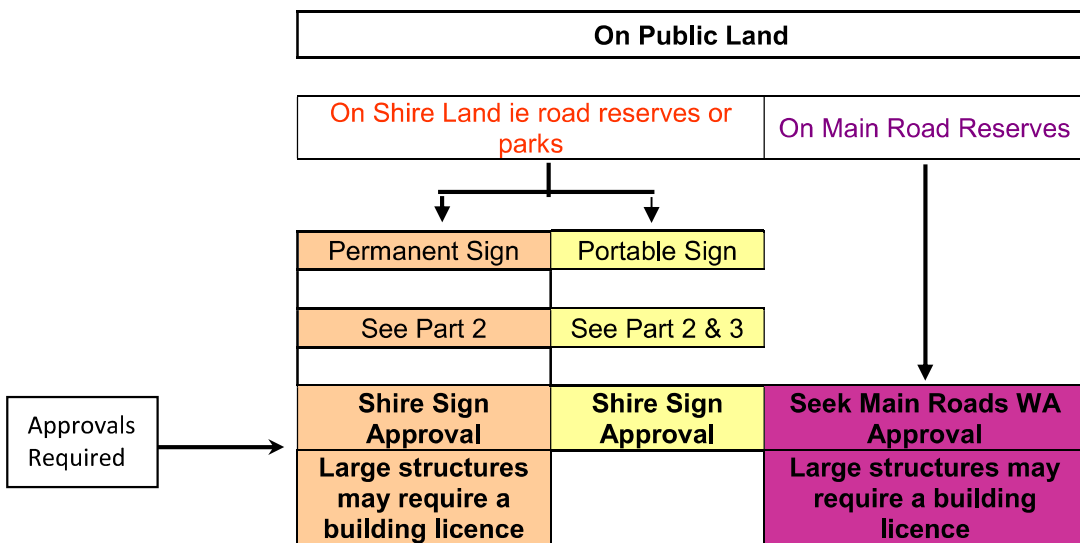 On Public Land
On Shire Land ie road reserves or
parks
On Main Road Reserves
Permanent Sign
Portable Sign
See Part 2
See Part 2 & 3
Approvals
Required
Shire Sign
Approval
Shire Sign
Approval
Seek Main Roads WA
Approval
Large structures
may require a
building licence
Large structures may
require a building
licence